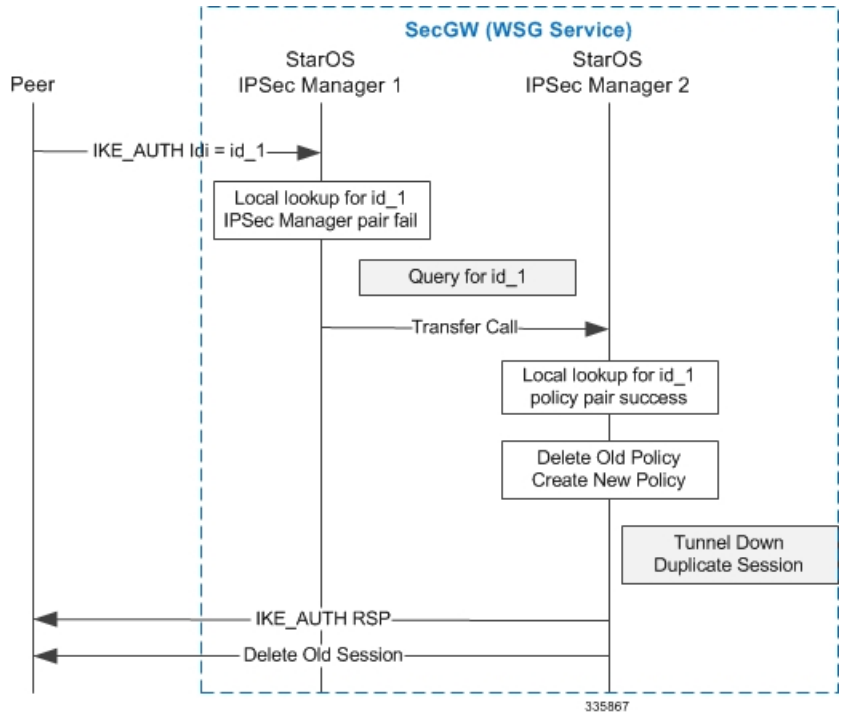 SecGW (WSG Service)
Peer
StarOS
IPSec Manager 1
StarOS
IPSec Manager 2
IKE_AUTH Idi = id_1
Local lookup for id_1
IPSec Manager pair fail
Query for id_1
Transfer Call
Local lookup for id_1
policy pair success
Delete Old Policy
Create New Policy
Tunnel Down
Duplicate Session
IKE_AUTH RSP
Delete Old Session
335867